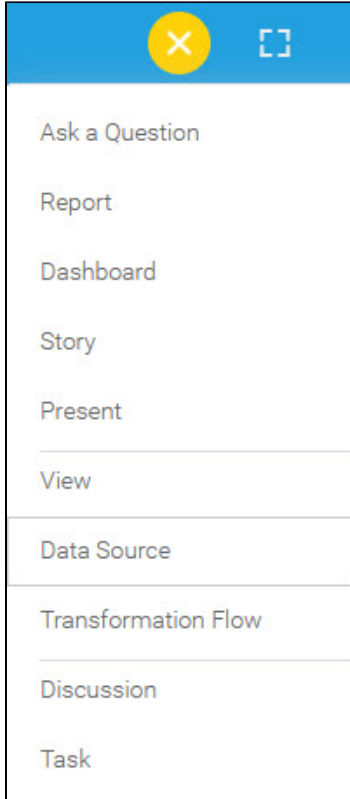 Ask a Question
Report
Dashboard
Story
Present
View
Data Source
Transformation Flow
Discussion
Task